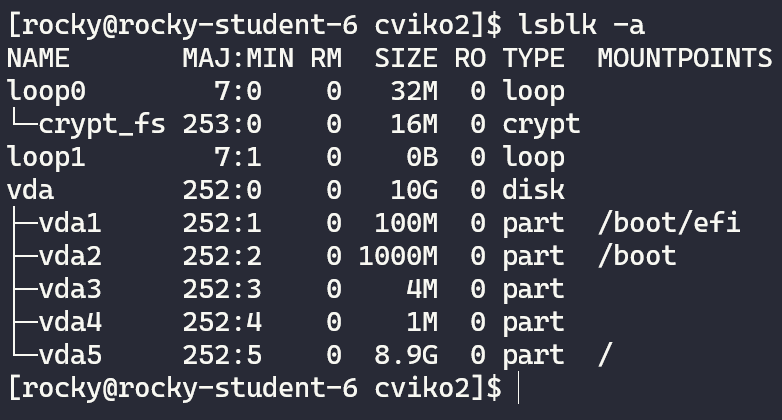 [rocky@rocky-student-6 cviko2]$ lsblk -a
NAME       MAJ:MIN RM  SIZE RO TYPE  MOUNTPOINTS
loop0        7:0    0   32M  0 loop
└─crypt_fs 253:0    0   16M  0 crypt
loop1        7:1    0    0B  0 loop
vda        252:0    0   10G  0 disk
├─vda1     252:1    0  100M  0 part  /boot/efi
├─vda2     252:2    0 1000M  0 part  /boot
├─vda3     252:3    0    4M  0 part
├─vda4     252:4    0    1M  0 part
└─vda5     252:5    0  8.9G  0 part  /
[rocky@rocky-student-6 cviko2]$